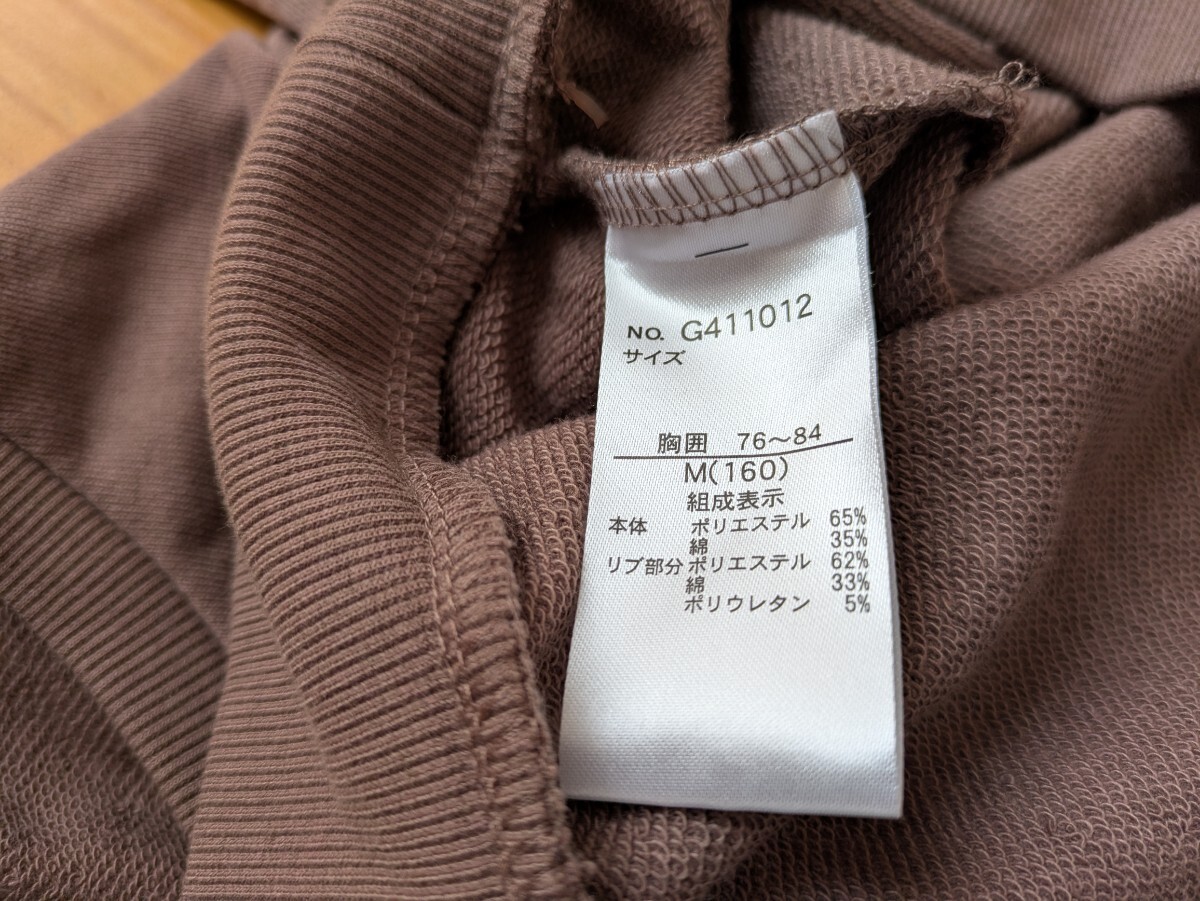 NO. G411012
サイズ
胸囲 76～84
M(160)
組成表示
本体 ポリエステル 65%
綿 35%
リブ部分 ポリエステル 62%
綿 33%
ポリウレタン 5%